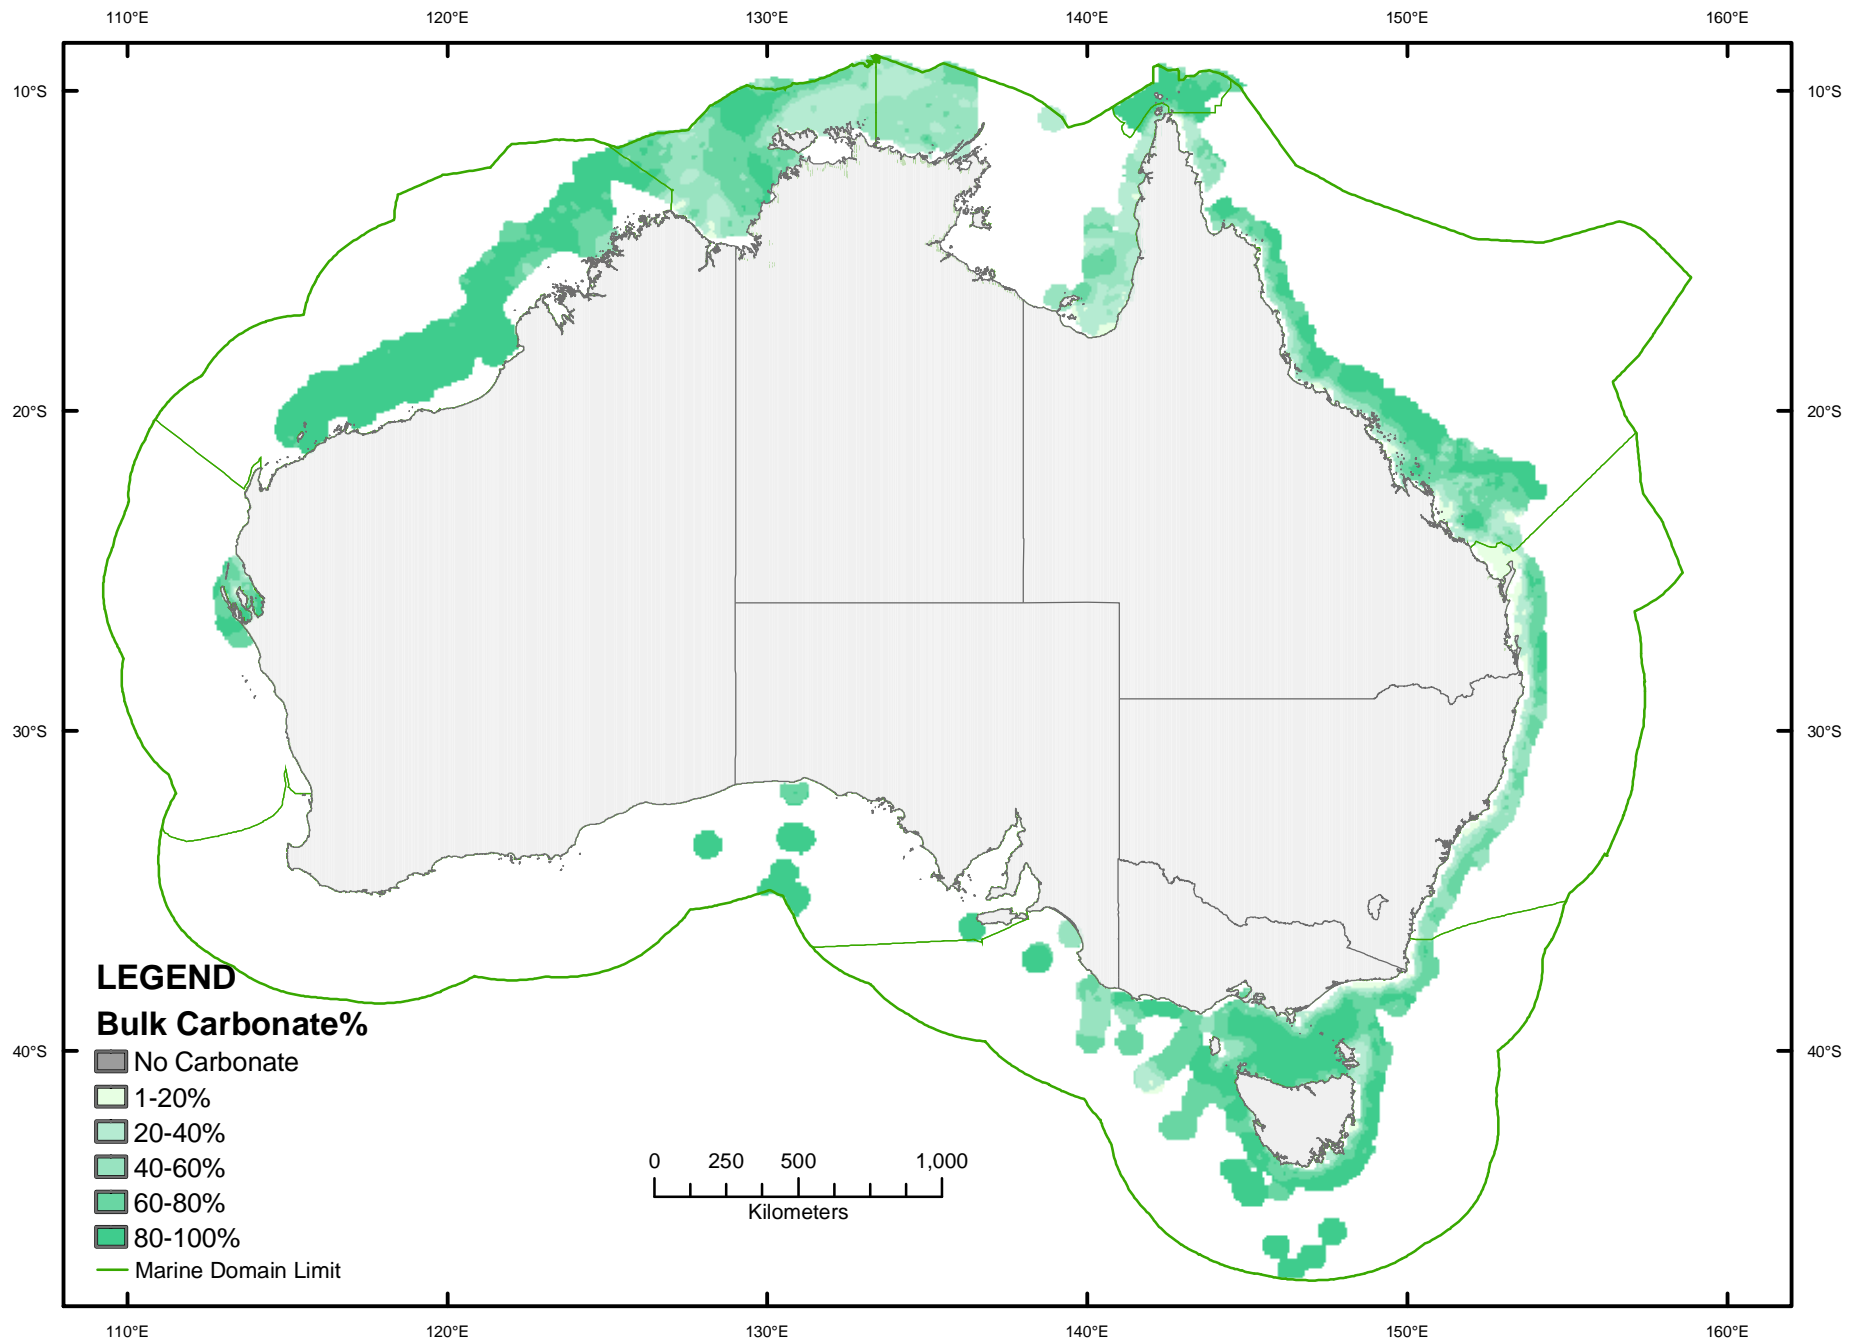 110°E 120°E 130°E 140°E 150°E 160°E
10°S 10°S
20°S 20°S
30°S 30°S
LEGEND
Bulk Carbonate%
40°S No Carbonate 40°S
1-20%
20-40%
40-60%
60-80%
80-100%
Marine Domain Limit
0 250 500 1,000
Kilometers
110°E 120°E 130°E 140°E 150°E 160°E